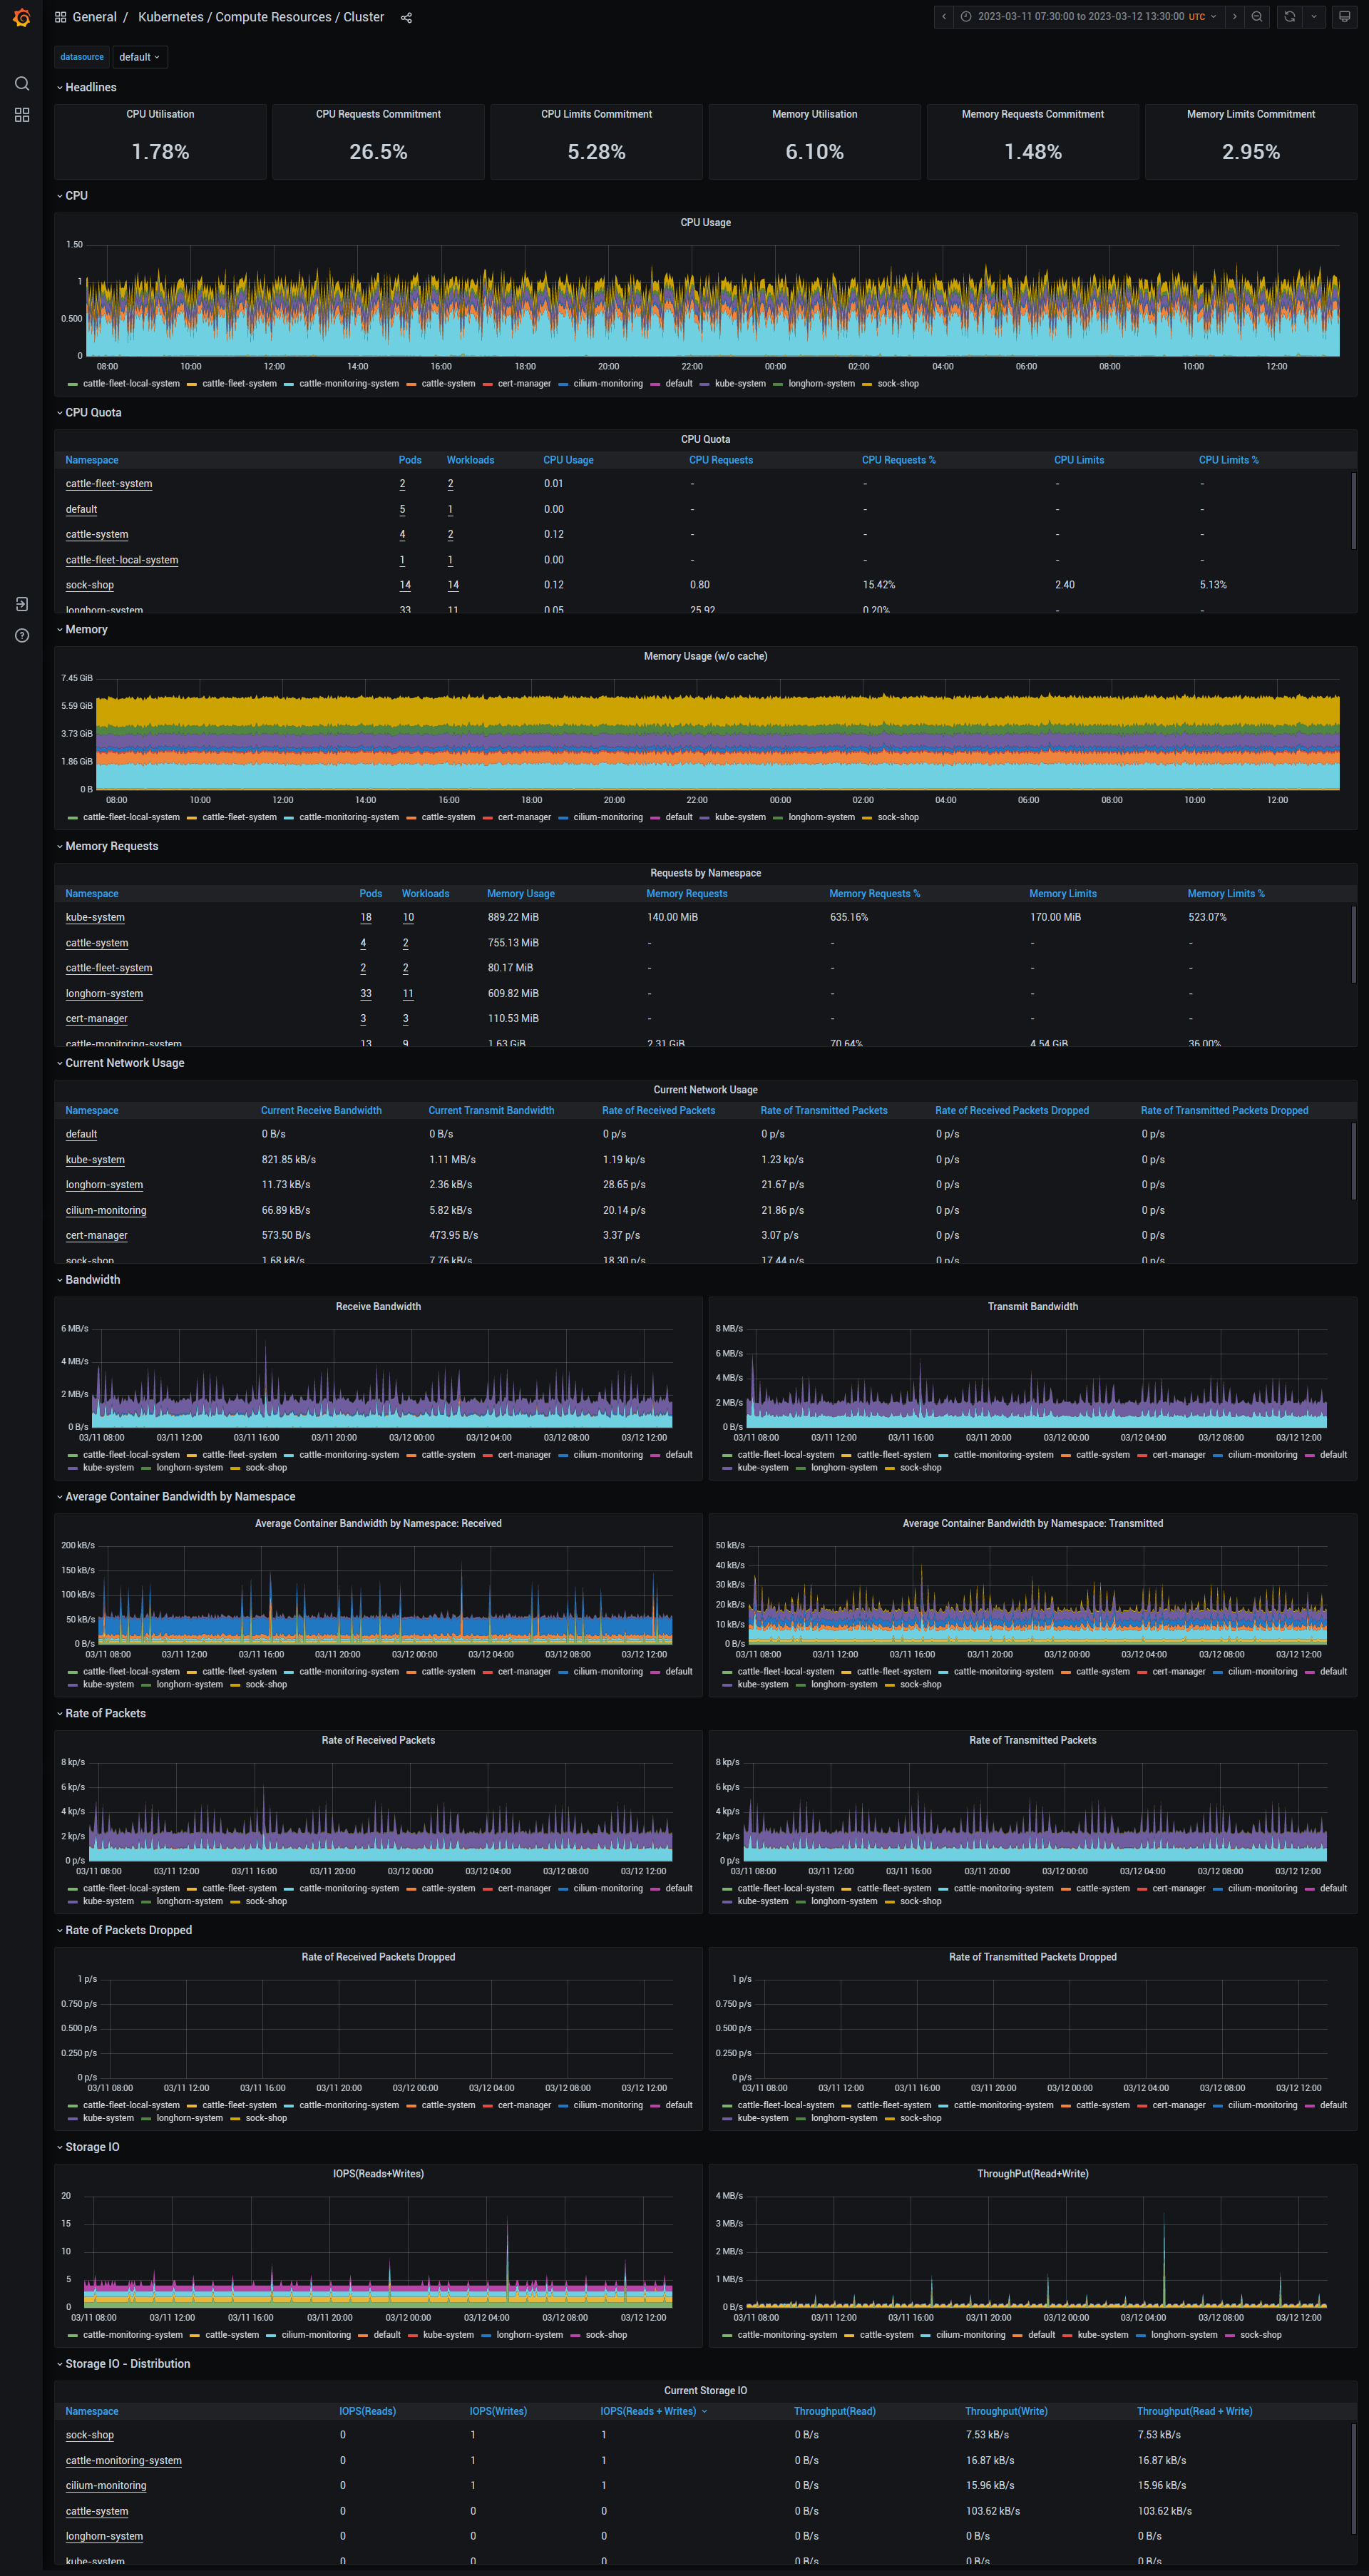 General / Kubernetes / Compute Resources / Cluster
2023-03-11 07:30:00 to 2023-03-12 13:30:00 UTC
datasource default
Headlines
CPU Utilisation CPU Requests Commitment CPU Limits Commitment Memory Utilisation Memory Requests Commitment Memory Limits Commitment
1.78% 26.5% 5.28% 6.10% 1.48% 2.95%
CPU
CPU Usage
1.50
1
0.500
0
08:00 10:00 12:00 14:00 16:00 18:00 20:00 22:00 00:00 02:00 04:00 06:00 08:00 10:00 12:00
cattle-fleet-local-system cattle-fleet-system cattle-monitoring-system cattle-system cert-manager cilium-monitoring default kube-system longhorn-system sock-shop
CPU Quota
CPU Quota
Namespace Pods Workloads CPU Usage CPU Requests CPU Requests % CPU Limits CPU Limits %
cattle-fleet-system 2 2 0.01 - - - -
default 5 1 0.00 - - - -
cattle-system 4 2 0.12 - - - -
cattle-fleet-local-system 1 1 0.00 - - - -
sock-shop 14 14 0.12 0.80 15.42% 2.40 5.13%
longhorn-system 33 11 0.05 25.92 0.20% - -
Memory
Memory Usage (w/o cache)
7.45 GiB
5.59 GiB
3.73 GiB
1.86 GiB
0 B
08:00 10:00 12:00 14:00 16:00 18:00 20:00 22:00 00:00 02:00 04:00 06:00 08:00 10:00 12:00
cattle-fleet-local-system cattle-fleet-system cattle-monitoring-system cattle-system cert-manager cilium-monitoring default kube-system longhorn-system sock-shop
Memory Requests
Requests by Namespace
Namespace Pods Workloads Memory Usage Memory Requests Memory Requests % Memory Limits Memory Limits %
kube-system 18 10 889.22 MiB 140.00 MiB 635.16% 170.00 MiB 523.07%
cattle-system 4 2 755.13 MiB - - - -
cattle-fleet-system 2 2 80.17 MiB - - - -
longhorn-system 33 11 609.82 MiB - - - -
cert-manager 3 3 110.53 MiB - - - -
cattle-monitoring-system 13 9 1.63 GiB 2.31 GiB 70.64% 4.54 GiB 36.00%
Current Network Usage
Current Network Usage
Namespace Current Receive Bandwidth Current Transmit Bandwidth Rate of Received Packets Rate of Transmitted Packets Rate of Received Packets Dropped Rate of Transmitted Packets Dropped
default 0 B/s 0 B/s 0 p/s 0 p/s 0 p/s 0 p/s
kube-system 821.85 kB/s 1.11 MB/s 1.19 kp/s 1.23 kp/s 0 p/s 0 p/s
longhorn-system 11.73 kB/s 2.36 kB/s 28.65 p/s 21.67 p/s 0 p/s 0 p/s
cilium-monitoring 66.89 kB/s 5.82 kB/s 20.14 p/s 21.86 p/s 0 p/s 0 p/s
cert-manager 573.50 B/s 473.95 B/s 3.37 p/s 3.07 p/s 0 p/s 0 p/s
sock-shop 1.68 kB/s 7.76 kB/s 18.30 p/s 17.44 p/s 0 p/s 0 p/s
Bandwidth
Receive Bandwidth
6 MB/s
4 MB/s
2 MB/s
0 B/s
03/11 08:00 03/11 12:00 03/11 16:00 03/11 20:00 03/12 00:00 03/12 04:00 03/12 08:00 03/12 12:00
cattle-fleet-local-system cattle-fleet-system cattle-monitoring-system cattle-system cert-manager cilium-monitoring default
kube-system longhorn-system sock-shop
Transmit Bandwidth
8 MB/s
6 MB/s
4 MB/s
2 MB/s
0 B/s
03/11 08:00 03/11 12:00 03/11 16:00 03/11 20:00 03/12 00:00 03/12 04:00 03/12 08:00 03/12 12:00
cattle-fleet-local-system cattle-fleet-system cattle-monitoring-system cattle-system cert-manager cilium-monitoring default
kube-system longhorn-system sock-shop
Average Container Bandwidth by Namespace
Average Container Bandwidth by Namespace: Received
200 kB/s
150 kB/s
100 kB/s
50 kB/s
0 B/s
03/11 08:00 03/11 12:00 03/11 16:00 03/11 20:00 03/12 00:00 03/12 04:00 03/12 08:00 03/12 12:00
cattle-fleet-local-system cattle-fleet-system cattle-monitoring-system cattle-system cert-manager cilium-monitoring default
kube-system longhorn-system sock-shop
Average Container Bandwidth by Namespace: Transmitted
50 kB/s
40 kB/s
30 kB/s
20 kB/s
10 kB/s
0 B/s
03/11 08:00 03/11 12:00 03/11 16:00 03/11 20:00 03/12 00:00 03/12 04:00 03/12 08:00 03/12 12:00
cattle-fleet-local-system cattle-fleet-system cattle-monitoring-system cattle-system cert-manager cilium-monitoring default
kube-system longhorn-system sock-shop
Rate of Packets
Rate of Received Packets
8 kp/s
6 kp/s
4 kp/s
2 kp/s
0 p/s
03/11 08:00 03/11 12:00 03/11 16:00 03/11 20:00 03/12 00:00 03/12 04:00 03/12 08:00 03/12 12:00
cattle-fleet-local-system cattle-fleet-system cattle-monitoring-system cattle-system cert-manager cilium-monitoring default
kube-system longhorn-system sock-shop
Rate of Transmitted Packets
8 kp/s
6 kp/s
4 kp/s
2 kp/s
0 p/s
03/11 08:00 03/11 12:00 03/11 16:00 03/11 20:00 03/12 00:00 03/12 04:00 03/12 08:00 03/12 12:00
cattle-fleet-local-system cattle-fleet-system cattle-monitoring-system cattle-system cert-manager cilium-monitoring default
kube-system longhorn-system sock-shop
Rate of Packets Dropped
Rate of Received Packets Dropped
1 p/s
0.750 p/s
0.500 p/s
0.250 p/s
0 p/s
03/11 08:00 03/11 12:00 03/11 16:00 03/11 20:00 03/12 00:00 03/12 04:00 03/12 08:00 03/12 12:00
cattle-fleet-local-system cattle-fleet-system cattle-monitoring-system cattle-system cert-manager cilium-monitoring default
kube-system longhorn-system sock-shop
Rate of Transmitted Packets Dropped
1 p/s
0.750 p/s
0.500 p/s
0.250 p/s
0 p/s
03/11 08:00 03/11 12:00 03/11 16:00 03/11 20:00 03/12 00:00 03/12 04:00 03/12 08:00 03/12 12:00
cattle-fleet-local-system cattle-fleet-system cattle-monitoring-system cattle-system cert-manager cilium-monitoring default
kube-system longhorn-system sock-shop
Storage IO
IOPS(Reads+Writes)
20
15
10
5
0
03/11 08:00 03/11 12:00 03/11 16:00 03/11 20:00 03/12 00:00 03/12 04:00 03/12 08:00 03/12 12:00
cattle-monitoring-system cattle-system cilium-monitoring default kube-system longhorn-system sock-shop
ThroughPut(Read+Write)
4 MB/s
3 MB/s
2 MB/s
1 MB/s
0 B/s
03/11 08:00 03/11 12:00 03/11 16:00 03/11 20:00 03/12 00:00 03/12 04:00 03/12 08:00 03/12 12:00
cattle-monitoring-system cattle-system cilium-monitoring default kube-system longhorn-system sock-shop
Storage IO - Distribution
Current Storage IO
Namespace IOPS(Reads) IOPS(Writes) IOPS(Reads + Writes) Throughput(Read) Throughput(Write) Throughput(Read + Write)
sock-shop 0 1 1 0 B/s 7.53 kB/s 7.53 kB/s
cattle-monitoring-system 0 1 1 0 B/s 16.87 kB/s 16.87 kB/s
cilium-monitoring 0 1 1 0 B/s 15.96 kB/s 15.96 kB/s
cattle-system 0 0 0 0 B/s 103.62 kB/s 103.62 kB/s
longhorn-system 0 0 0 0 B/s 0 B/s 0 B/s
kube-system 0 0 0 0 B/s 0 B/s 0 B/s